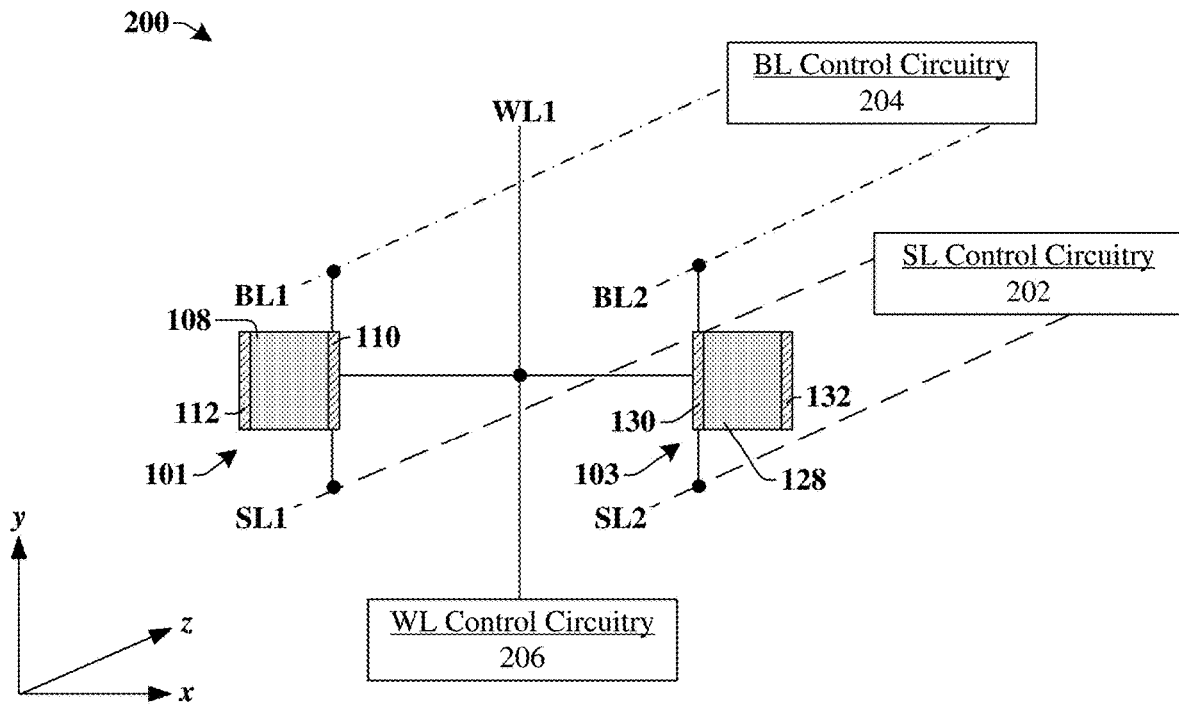 200
BL Control Circuitry
204
WL1
SL Control Circuitry
202
BL1
BL2
108
110
112
130
132
101
103
128
SL1
SL2
y
z
x
WL Control Circuitry
206